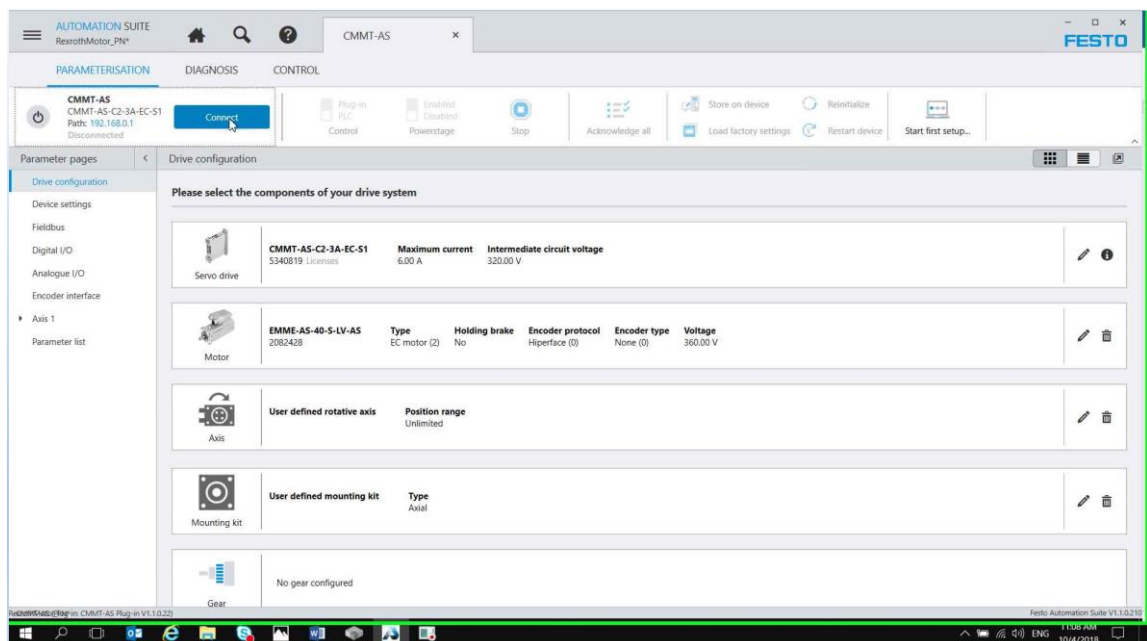 AUTOMATION SUITE
RexrothMotor_PN*
CMMT-AS
FESTO
PARAMETERISATION
DIAGNOSIS
CONTROL
CMMT-AS
CMMT-AS-C2-3A-EC-S1
Path: 192.168.0.1
Disconnected
Connect
Plug-in
PLC
Control
Enabled
Disabled
Powerstage
Stop
Acknowledge all
Store on device
Reinitialize
Load factory settings
Restart device
Start first setup...
Parameter pages
Drive configuration
Drive configuration
Device settings
Fieldbus
Digital I/O
Analogue I/O
Encoder interface
Axis 1
Parameter list
Please select the components of your drive system
Servo drive
CMMT-AS-C2-3A-EC-S1 Maximum current Intermediate circuit voltage
5340819 Licenses 6.00 A 320.00 V
Motor
EMME-AS-40-S-LV-AS Type Holding brake Encoder protocol Encoder type Voltage
2082428 EC motor (2) No Hiperface (0) None (0) 360.00 V
Axis
User defined rotative axis Position range
Unlimited
Mounting kit
User defined mounting kit Type
Axial
Gear
No gear configured
CMMT-AS Plug-in V1.1.0.22)
Festo Automation Suite V1.1.0.210
ENG
11:08 AM
10/4/2018